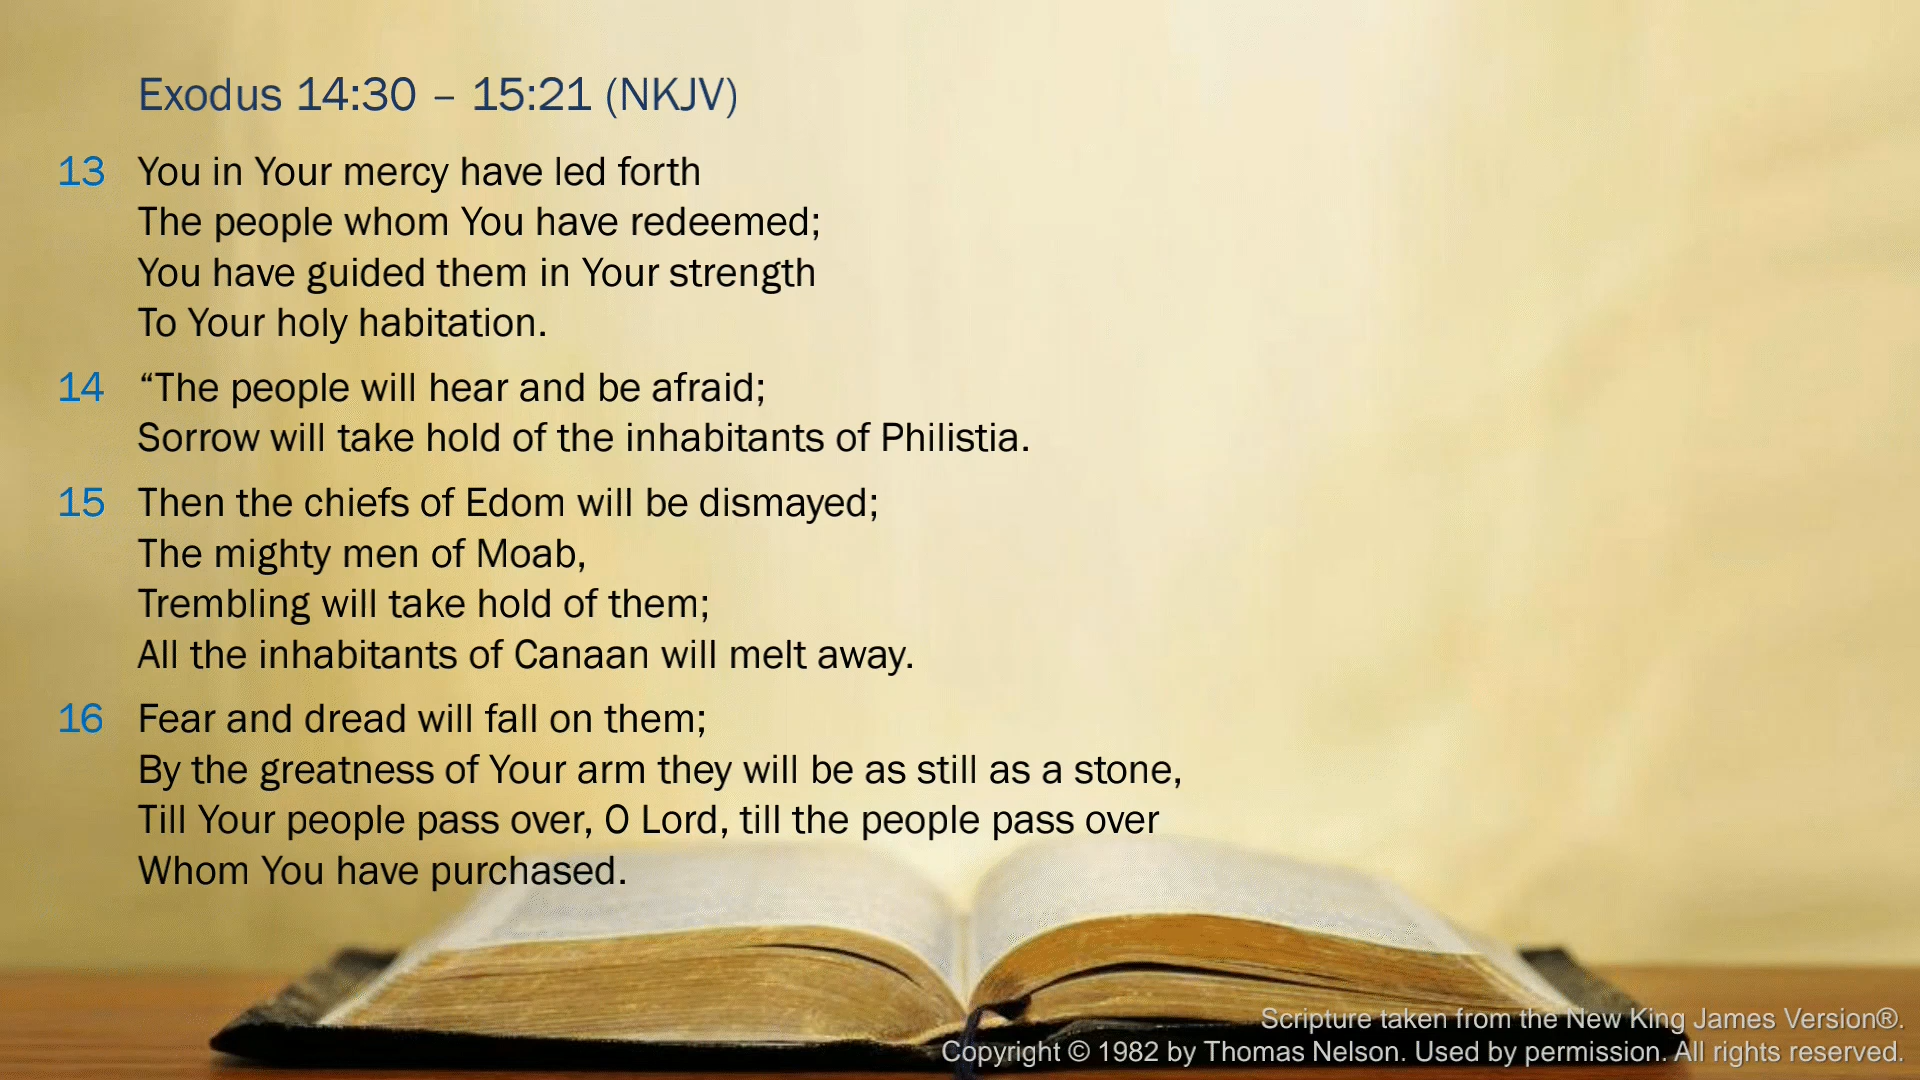 Exodus 14:30 – 15:21 (NKJV)
13 You in Your mercy have led forth
The people whom You have redeemed;
You have guided them in Your strength
To Your holy habitation.
14 “The people will hear and be afraid;
Sorrow will take hold of the inhabitants of Philistia.
15 Then the chiefs of Edom will be dismayed;
The mighty men of Moab,
Trembling will take hold of them;
All the inhabitants of Canaan will melt away.
16 Fear and dread will fall on them;
By the greatness of Your arm they will be as still as a stone,
Till Your people pass over, O Lord, till the people pass over
Whom You have purchased.
Scripture taken from the New King James Version®.
Copyright © 1982 by Thomas Nelson. Used by permission. All rights reserved.